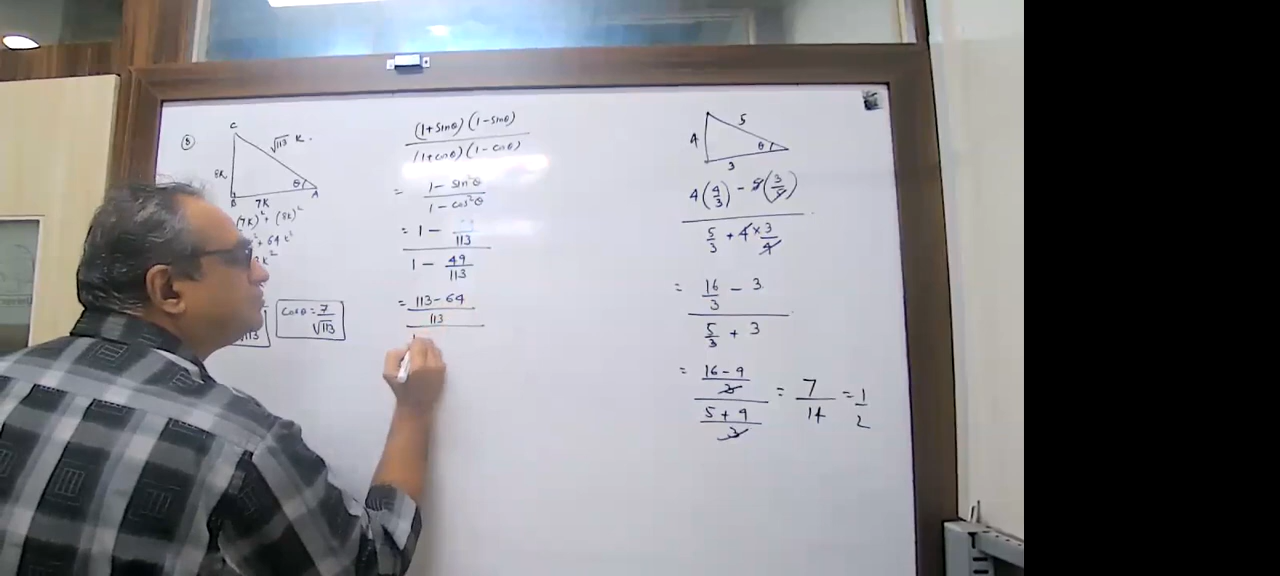 (8)
C
√113 K.
8K
θ
B
7K
A
(7K)² + (8K)²
+ 64 K²
K²
Cosθ = 7/√113
(1+sinθ)(1-sinθ)/(1+cosθ)(1-cosθ)
= 1 - sin²θ/1 - cos²θ
= 1 - /113
1 - 49/113
= 113 - 64/113
5
4
θ
3
4(4/3) - 5(3/5)
5/3 + 4 × 3/4
= 16/3 - 3
5/3 + 3
= 16 - 9/3
5 + 9/3
= 7/14 = 1/2